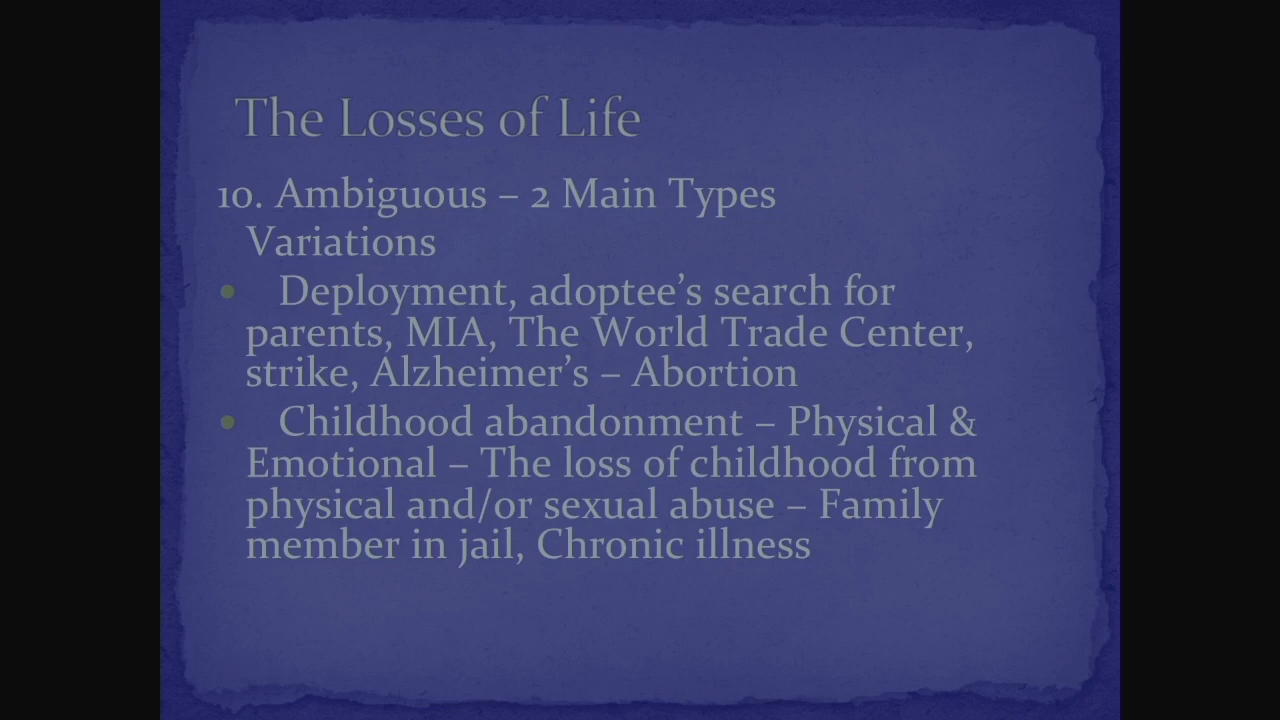 The Losses of Life
10. Ambiguous – 2 Main Types
Variations
• Deployment, adoptee’s search for
parents, MIA, The World Trade Center,
strike, Alzheimer’s – Abortion
• Childhood abandonment – Physical &
Emotional – The loss of childhood from
physical and/or sexual abuse – Family
member in jail, Chronic illness